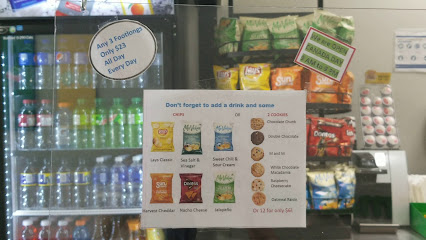 Any 3 Footlongs
Only $23
All Day
Every Day
Don't forget to add a drink and some
CHIPS
OR
2 COOKIES
Chocolate Chunk
Double Chocolate
M and M
White Chocolate
Macadamia
Raspberry
Cheesecake
Oatmeal Raisin
Lays Classic
Sea Salt &
Vinegar
Sweet Chili &
Sour Cream
Harvest Cheddar
Nacho Cheese
Jalapeño
Or 12 for only